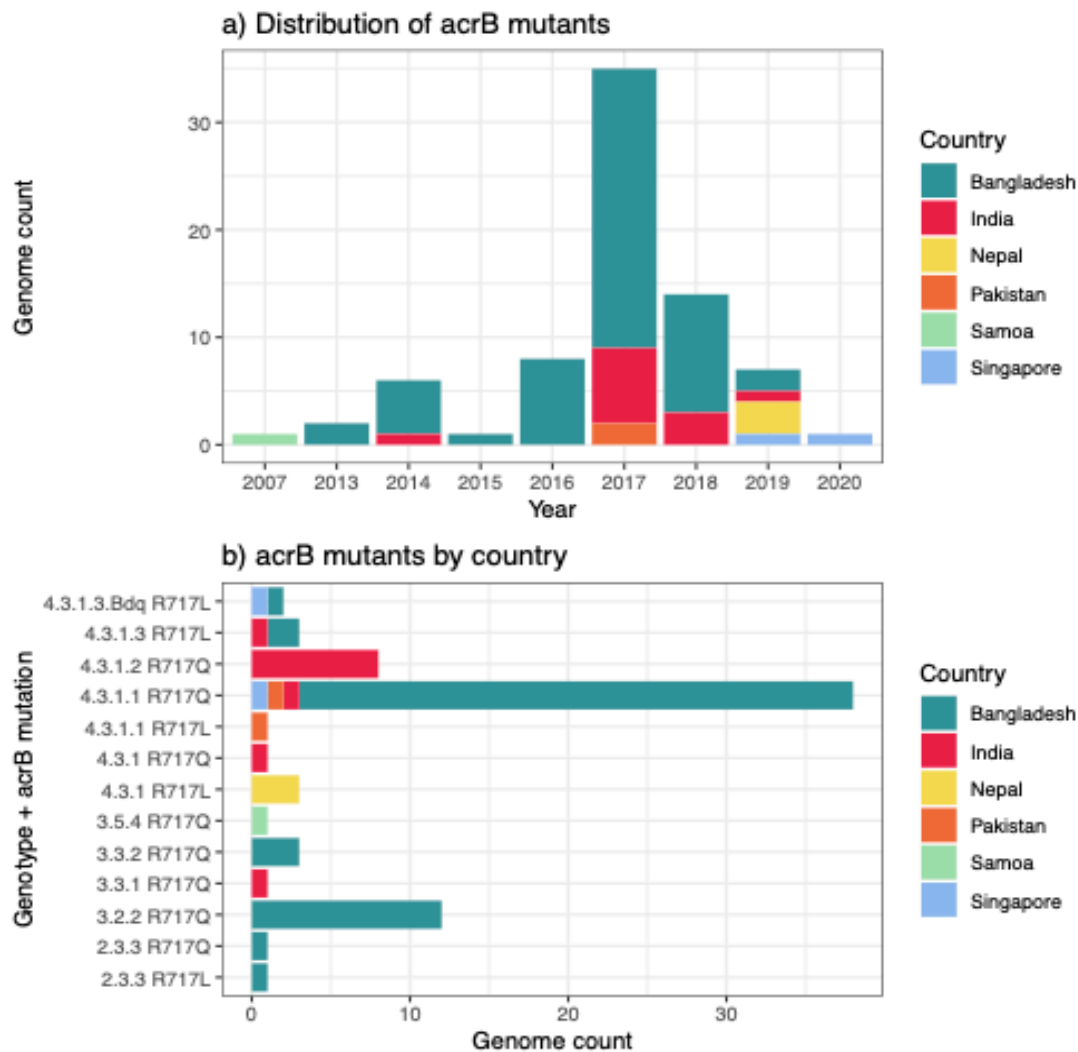 a) Distribution of acrB mutants
Genome count
30
20
10
0
2007 2013 2014 2015 2016 2017 2018 2019 2020
Year
Country
Bangladesh
India
Nepal
Pakistan
Samoa
Singapore
b) acrB mutants by country
Genotype + acrB mutation
4.3.1.3.Bdq R717L
4.3.1.3 R717L
4.3.1.2 R717Q
4.3.1.1 R717Q
4.3.1.1 R717L
4.3.1 R717Q
4.3.1 R717L
3.5.4 R717Q
3.3.2 R717Q
3.3.1 R717Q
3.2.2 R717Q
2.3.3 R717Q
2.3.3 R717L
0 10 20 30
Genome count
Country
Bangladesh
India
Nepal
Pakistan
Samoa
Singapore